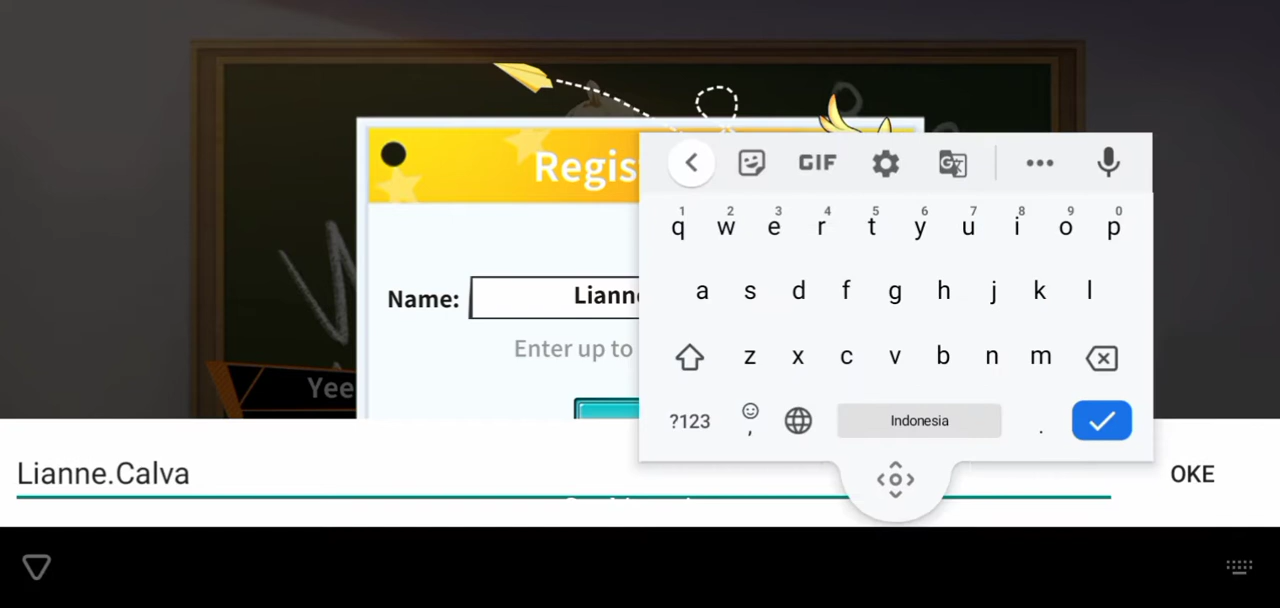 Regis
GIF
1 2 3 4 5 6 7 8 9 0
q w e r t y u i o p
a s d f g h j k l
Name: Lianne
z x c v b n m
Enter up to
Yee
?123 , Indonesia .
Lianne.Calva
OKE